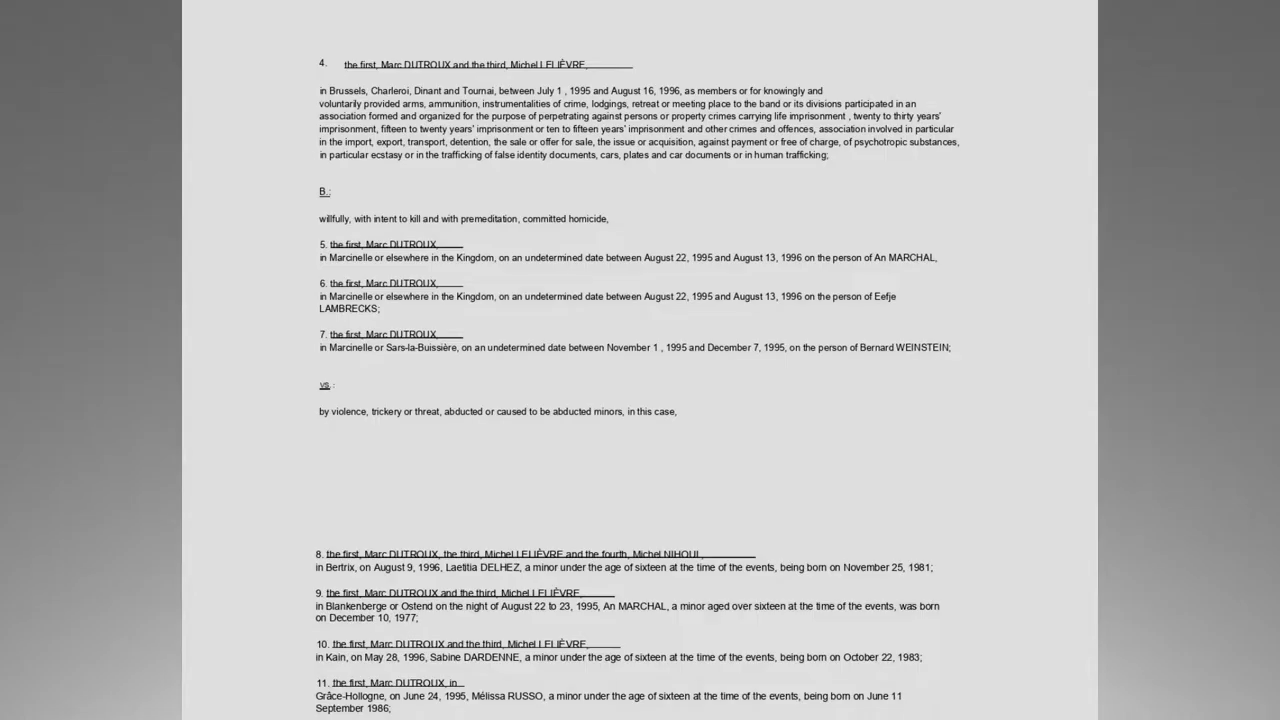 4. the first, Marc DUTROUX and the third, Michel LELIÈVRE,
in Brussels, Charleroi, Dinant and Tournai, between July 1 , 1995 and August 16, 1996, as members or for knowingly and
voluntarily provided arms, ammunition, instrumentalities of crime, lodgings, retreat or meeting place to the band or its divisions participated in an
association formed and organized for the purpose of perpetrating against persons or property crimes carrying life imprisonment , twenty to thirty years'
imprisonment, fifteen to twenty years' imprisonment or ten to fifteen years' imprisonment and other crimes and offences, association involved in particular
in the import, export, transport, detention, the sale or offer for sale, the issue or acquisition, against payment or free of charge, of psychotropic substances,
in particular ecstasy or in the trafficking of false identity documents, cars, plates and car documents or in human trafficking;
B.:
willfully, with intent to kill and with premeditation, committed homicide,
5. the first, Marc DUTROUX,
in Marcinelle or elsewhere in the Kingdom, on an undetermined date between August 22, 1995 and August 13, 1996 on the person of An MARCHAL,
6. the first, Marc DUTROUX,
in Marcinelle or elsewhere in the Kingdom, on an undetermined date between August 22, 1995 and August 13, 1996 on the person of Eefje
LAMBRECKS;
7. the first, Marc DUTROUX,
in Marcinelle or Sars-la-Buissière, on an undetermined date between November 1 , 1995 and December 7, 1995, on the person of Bernard WEINSTEIN;
vs. :
by violence, trickery or threat, abducted or caused to be abducted minors, in this case,
8. the first, Marc DUTROUX, the third, Michel LELIÈVRE and the fourth, Michel NIHOUL,
in Bertrix, on August 9, 1996, Laetitia DELHEZ, a minor under the age of sixteen at the time of the events, being born on November 25, 1981;
9. the first, Marc DUTROUX and the third, Michel LELIÈVRE,
in Blankenberge or Ostend on the night of August 22 to 23, 1995, An MARCHAL, a minor aged over sixteen at the time of the events, was born
on December 10, 1977;
10. the first, Marc DUTROUX and the third, Michel LELIÈVRE,
in Kain, on May 28, 1996, Sabine DARDENNE, a minor under the age of sixteen at the time of the events, being born on October 22, 1983;
11. the first, Marc DUTROUX, in
Grâce-Hollogne, on June 24, 1995, Mélissa RUSSO, a minor under the age of sixteen at the time of the events, being born on June 11
September 1986;